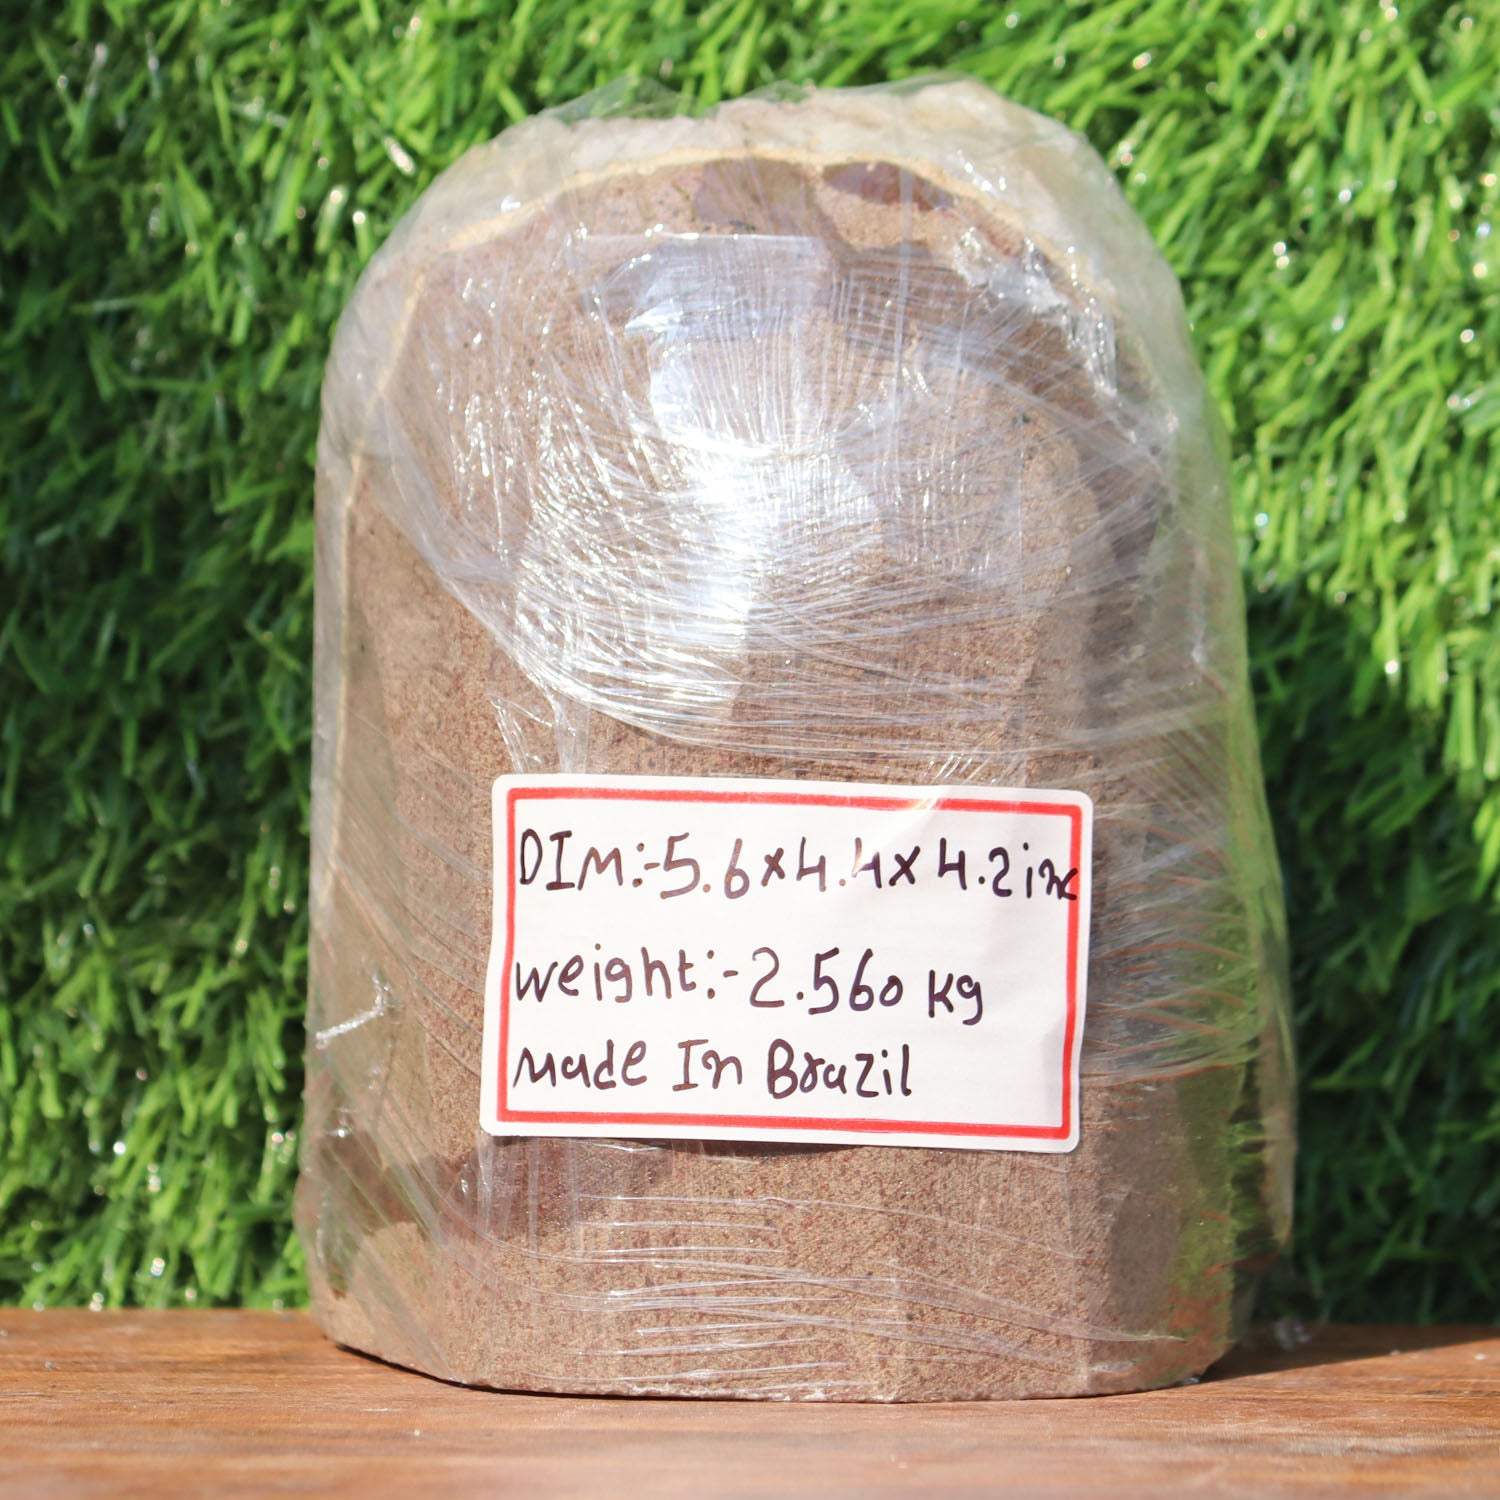 DIM:-5.6x4.4x4.2inc
weight:-2.560 kg
made In Brazil